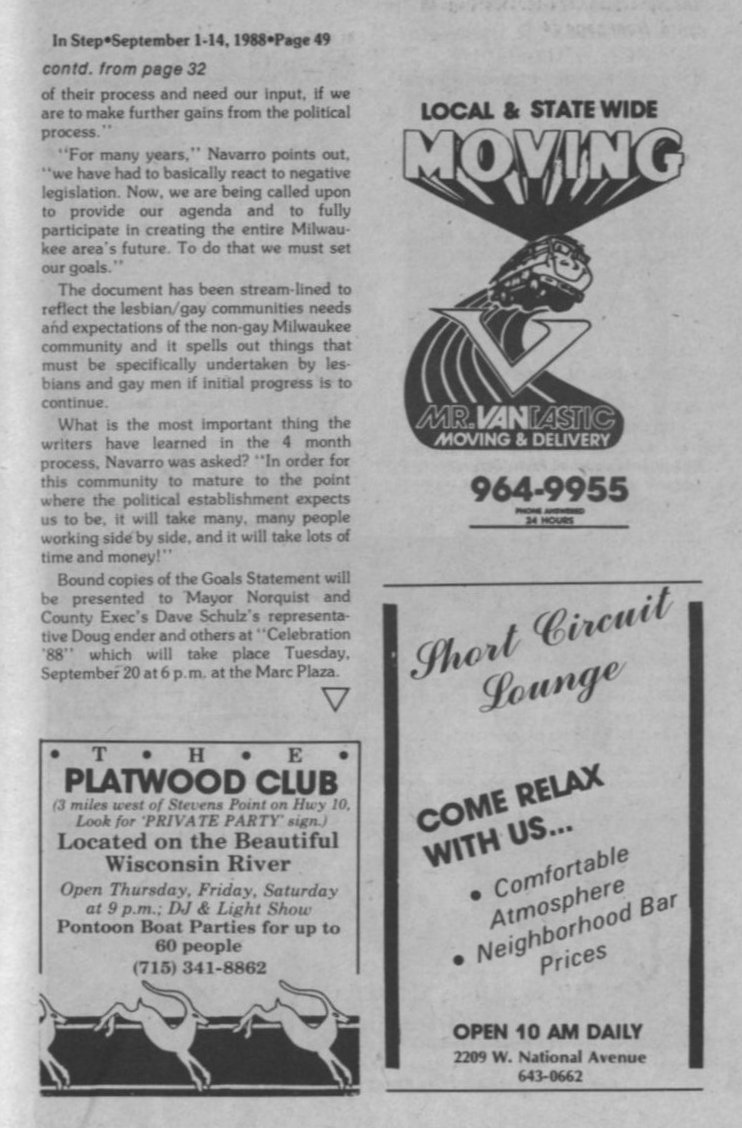 In Step•September 1-14, 1988•Page 49
contd. from page 32
of their process and need our input, if we
are to make further gains from the political
process."
"For many years," Navarro points out,
"we have had to basically react to negative
legislation. Now, we are being called upon
to provide our agenda and to fully
participate in creating the entire Milwau-
kee area's future. To do that we must set
our goals."
The document has been stream-lined to
reflect the lesbian/gay communities needs
and expectations of the non-gay Milwaukee
community and it spells out things that
must be specifically undertaken by les-
bians and gay men if initial progress is to
continue.
What is the most important thing the
writers have learned in the 4 month
process, Navarro was asked? "In order for
this community to mature to the point
where the political establishment expects
us to be, it will take many, many people
working side by side, and it will take lots of
time and money!"
Bound copies of the Goals Statement will
be presented to Mayor Norquist and
County Exec's Dave Schulz's representa-
tive Doug ender and others at "Celebration
'88" which will take place Tuesday,
September 20 at 6 p.m. at the Marc Plaza.
• T • H • E •
PLATWOOD CLUB
(3 miles west of Stevens Point on Hwy 10,
Look for 'PRIVATE PARTY' sign.)
Located on the Beautiful
Wisconsin River
Open Thursday, Friday, Saturday
at 9 p.m.; DJ & Light Show
Pontoon Boat Parties for up to
60 people
(715) 341-8862
LOCAL & STATE WIDE
MOVING
MR. VANTASTIC
MOVING & DELIVERY
964-9955
PHONE ANSWERED
24 HOURS
Short Circuit
Lounge
COME RELAX
WITH US...
• Comfortable
Atmosphere
• Neighborhood Bar
Prices
OPEN 10 AM DAILY
2209 W. National Avenue
643-0662